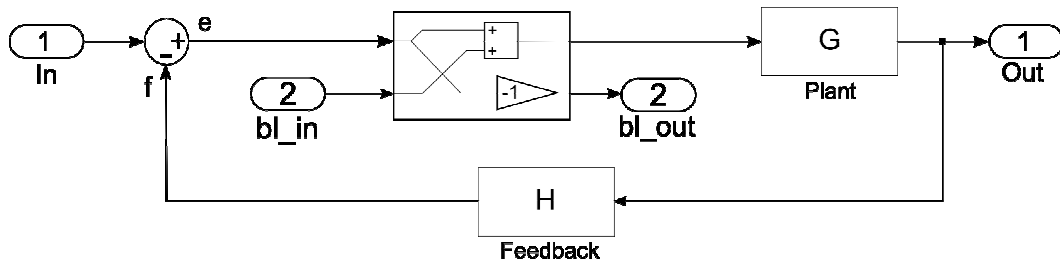 1
In
+
-
e
f
2
bl_in
+
+
-1
2
bl_out
G
Plant
1
Out
H
Feedback